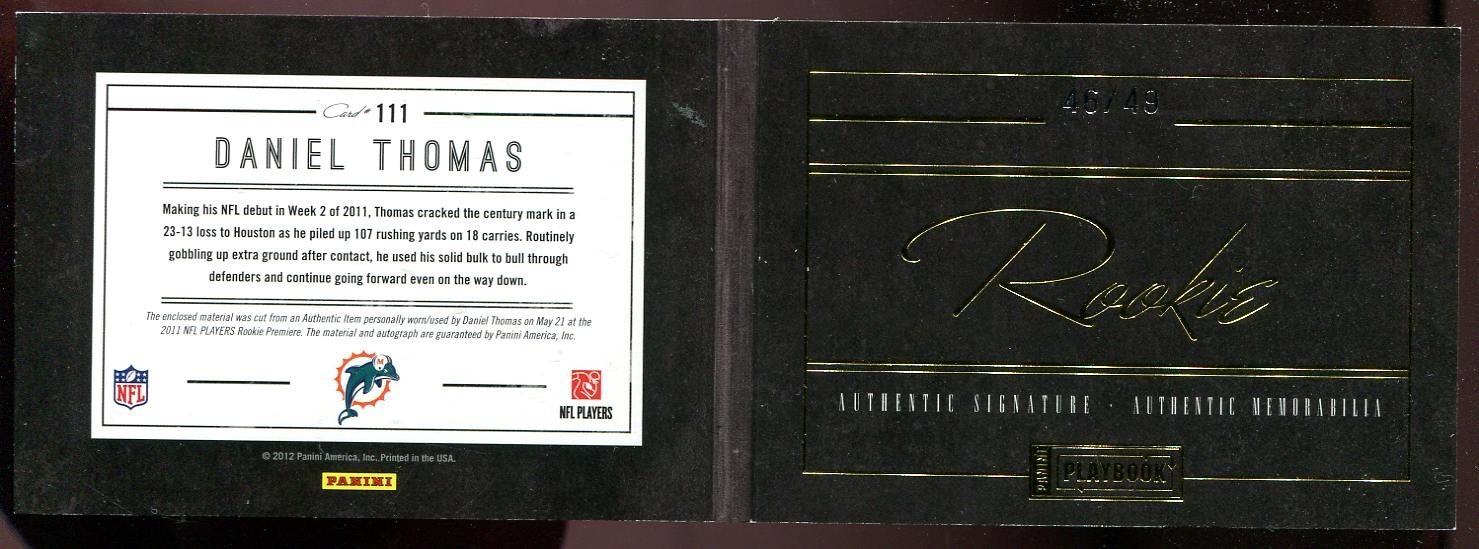 Card # 111
DANIEL THOMAS
Making his NFL debut in Week 2 of 2011, Thomas cracked the century mark in a
23-13 loss to Houston as he piled up 107 rushing yards on 18 carries. Routinely
gobbling up extra ground after contact, he used his solid bulk to bull through
defenders and continue going forward even on the way down.
The enclosed material was cut from an Authentic Item personally worn/used by Daniel Thomas on May 21 at the
2011 NFL PLAYERS Rookie Premiere. The material and autograph are guaranteed by Panini America, Inc.
NFL
M
NFL PLAYERS
© 2012 Panini America, Inc. Printed in the USA.
PANINI
46/49
Rookie
AUTHENTIC SIGNATURE · AUTHENTIC MEMORABILIA
PANINI PLAYBOOK